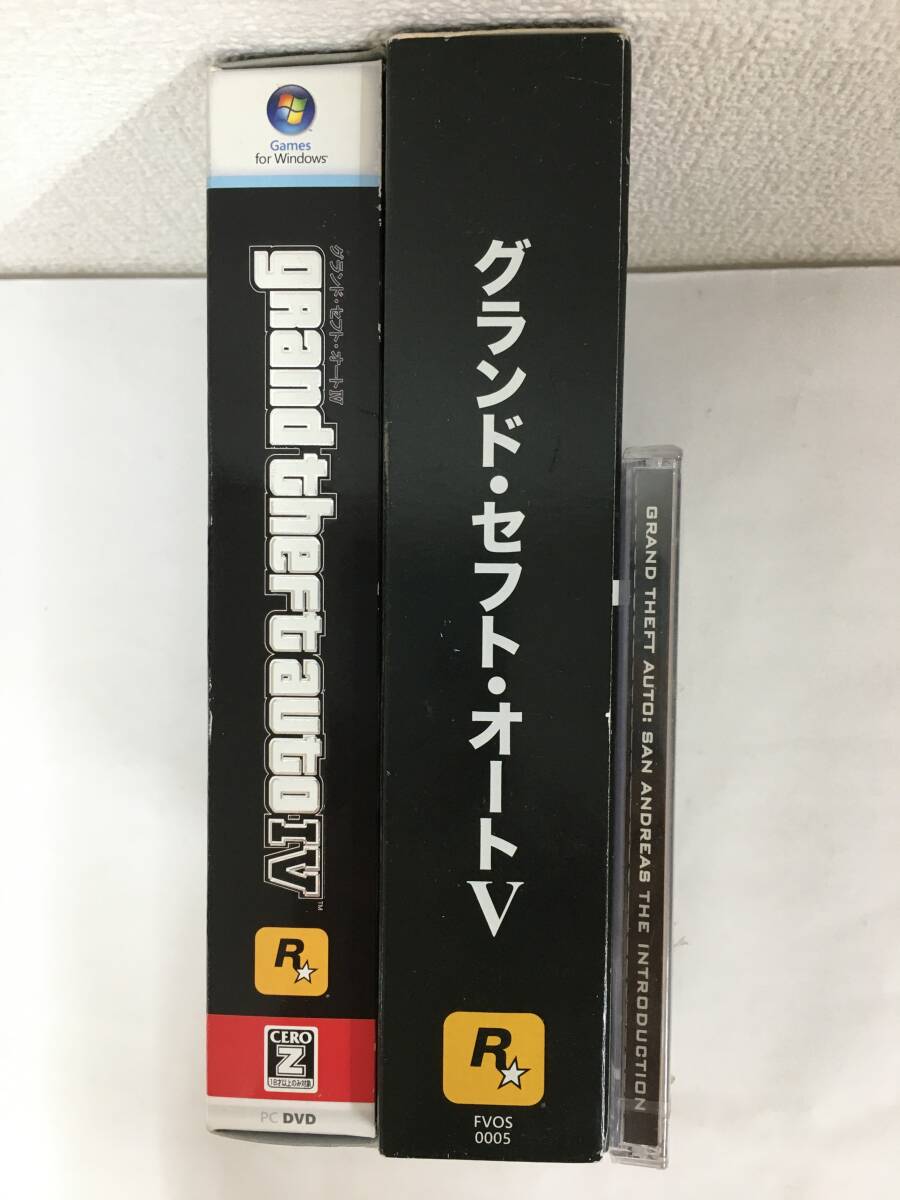 Games
for Windows
グランド・セフト・オートIV
grand theft auto IV
TM
R
CERO
Z
18才以上のみ対象
PC DVD
グランド・セフト・オートV
R
FVOS
0005
GRAND THEFT AUTO: SAN ANDREAS THE INTRODUCTION